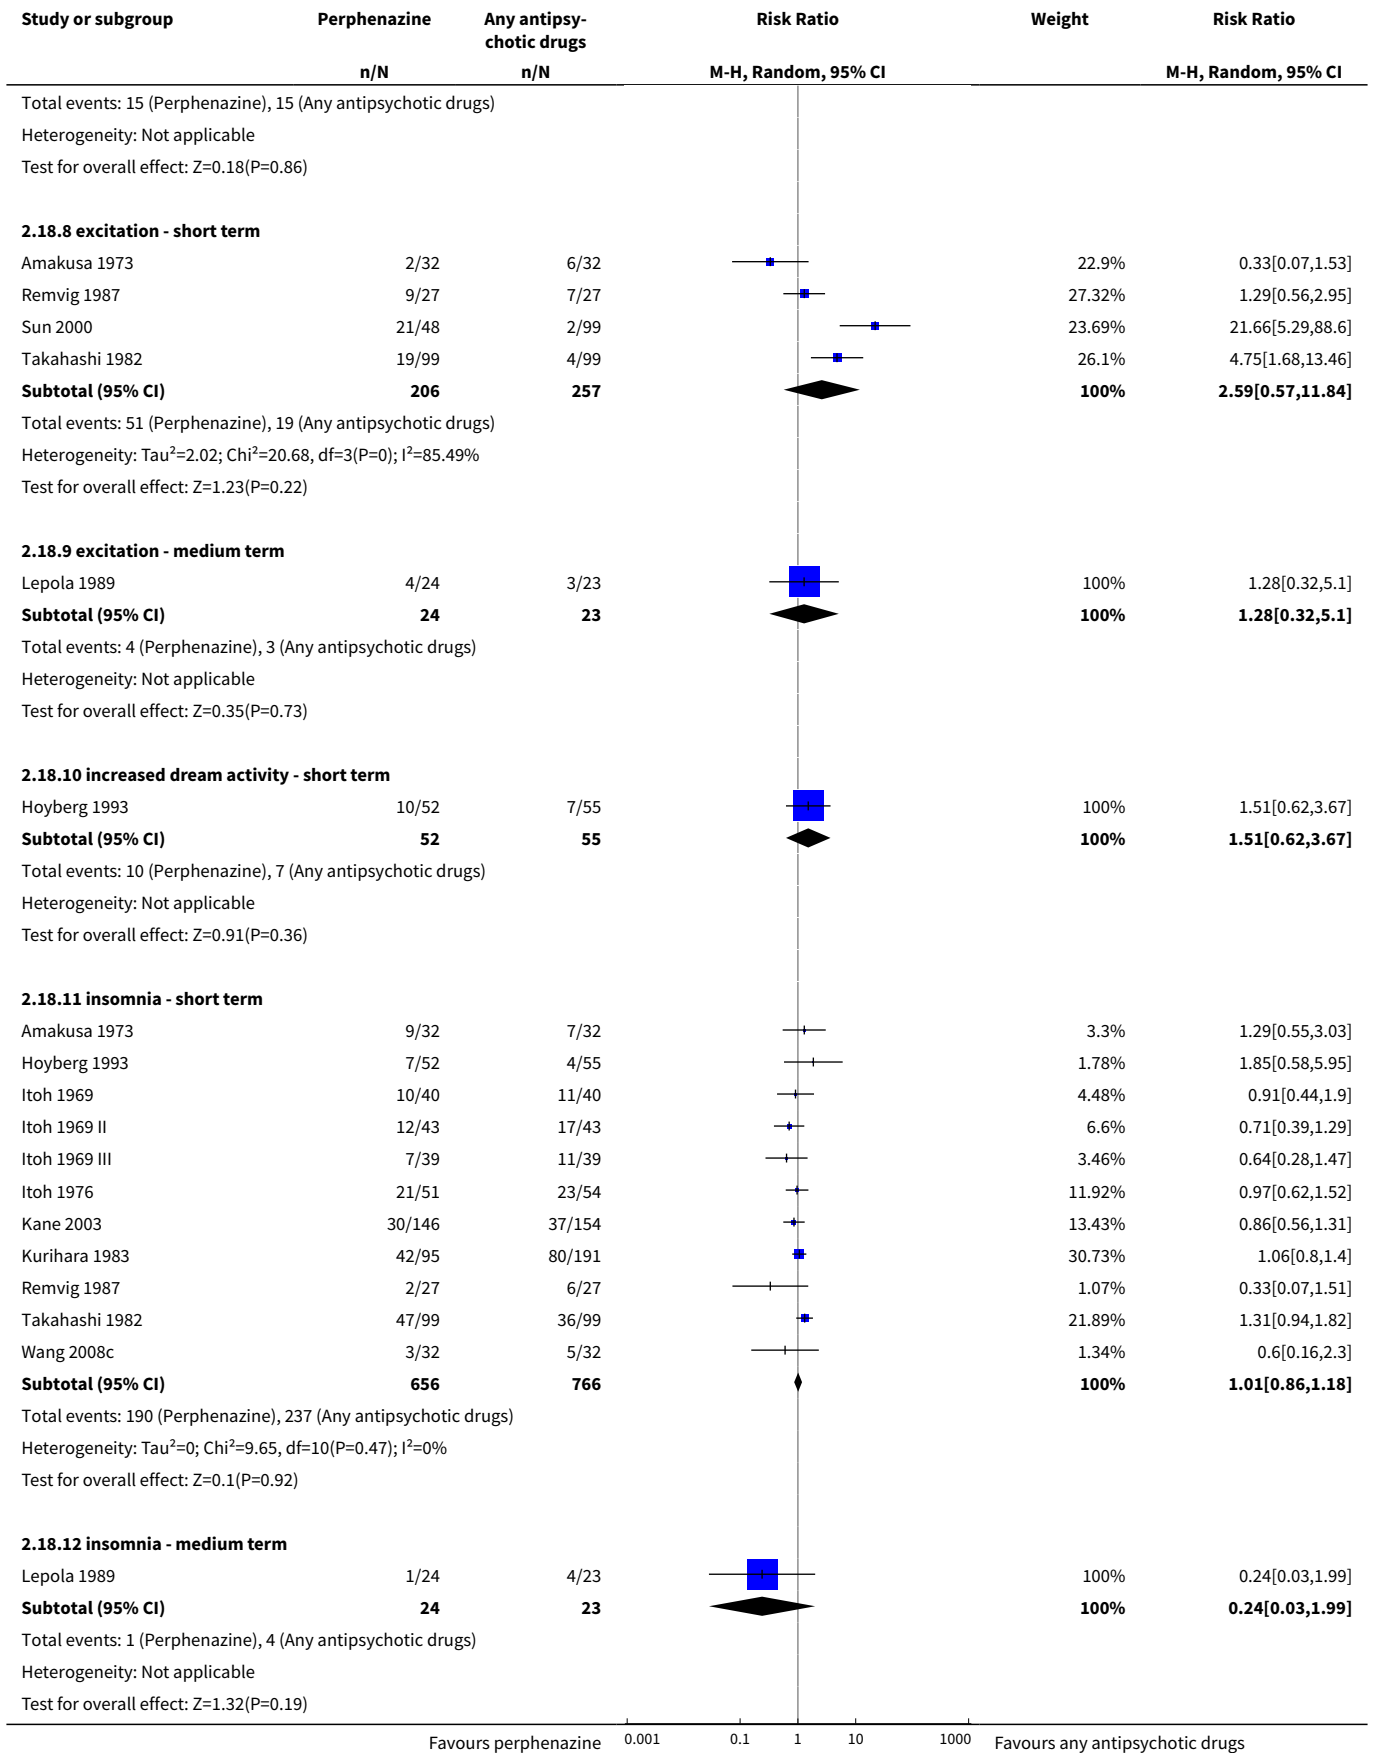 Study or subgroup Perphenazine Any antipsy- Risk Ratio Weight Risk Ratio
chotic drugs
n/N n/N M-H, Random, 95% CI M-H, Random, 95% CI
Total events: 15 (Perphenazine), 15 (Any antipsychotic drugs)
Heterogeneity: Not applicable
Test for overall effect: Z=0.18(P=0.86)
2.18.8 excitation - short term
Amakusa 1973 2/32 6/32 22.9% 0.33[0.07,1.53]
Remvig 1987 9/27 7/27 27.32% 1.29[0.56,2.95]
Sun 2000 21/48 2/99 23.69% 21.66[5.29,88.6]
Takahashi 1982 19/99 4/99 26.1% 4.75[1.68,13.46]
Subtotal (95% CI) 206 257 100% 2.59[0.57,11.84]
Total events: 51 (Perphenazine), 19 (Any antipsychotic drugs)
Heterogeneity: Tau²=2.02; Chi²=20.68, df=3(P=0); I²=85.49%
Test for overall effect: Z=1.23(P=0.22)
2.18.9 excitation - medium term
Lepola 1989 4/24 3/23 100% 1.28[0.32,5.1]
Subtotal (95% CI) 24 23 100% 1.28[0.32,5.1]
Total events: 4 (Perphenazine), 3 (Any antipsychotic drugs)
Heterogeneity: Not applicable
Test for overall effect: Z=0.35(P=0.73)
2.18.10 increased dream activity - short term
Hoyberg 1993 10/52 7/55 100% 1.51[0.62,3.67]
Subtotal (95% CI) 52 55 100% 1.51[0.62,3.67]
Total events: 10 (Perphenazine), 7 (Any antipsychotic drugs)
Heterogeneity: Not applicable
Test for overall effect: Z=0.91(P=0.36)
2.18.11 insomnia - short term
Amakusa 1973 9/32 7/32 3.3% 1.29[0.55,3.03]
Hoyberg 1993 7/52 4/55 1.78% 1.85[0.58,5.95]
Itoh 1969 10/40 11/40 4.48% 0.91[0.44,1.9]
Itoh 1969 II 12/43 17/43 6.6% 0.71[0.39,1.29]
Itoh 1969 III 7/39 11/39 3.46% 0.64[0.28,1.47]
Itoh 1976 21/51 23/54 11.92% 0.97[0.62,1.52]
Kane 2003 30/146 37/154 13.43% 0.86[0.56,1.31]
Kurihara 1983 42/95 80/191 30.73% 1.06[0.8,1.4]
Remvig 1987 2/27 6/27 1.07% 0.33[0.07,1.51]
Takahashi 1982 47/99 36/99 21.89% 1.31[0.94,1.82]
Wang 2008c 3/32 5/32 1.34% 0.6[0.16,2.3]
Subtotal (95% CI) 656 766 100% 1.01[0.86,1.18]
Total events: 190 (Perphenazine), 237 (Any antipsychotic drugs)
Heterogeneity: Tau²=0; Chi²=9.65, df=10(P=0.47); I²=0%
Test for overall effect: Z=0.1(P=0.92)
2.18.12 insomnia - medium term
Lepola 1989 1/24 4/23 100% 0.24[0.03,1.99]
Subtotal (95% CI) 24 23 100% 0.24[0.03,1.99]
Total events: 1 (Perphenazine), 4 (Any antipsychotic drugs)
Heterogeneity: Not applicable
Test for overall effect: Z=1.32(P=0.19)
Favours perphenazine 0.001 0.1 1 10 1000 Favours any antipsychotic drugs